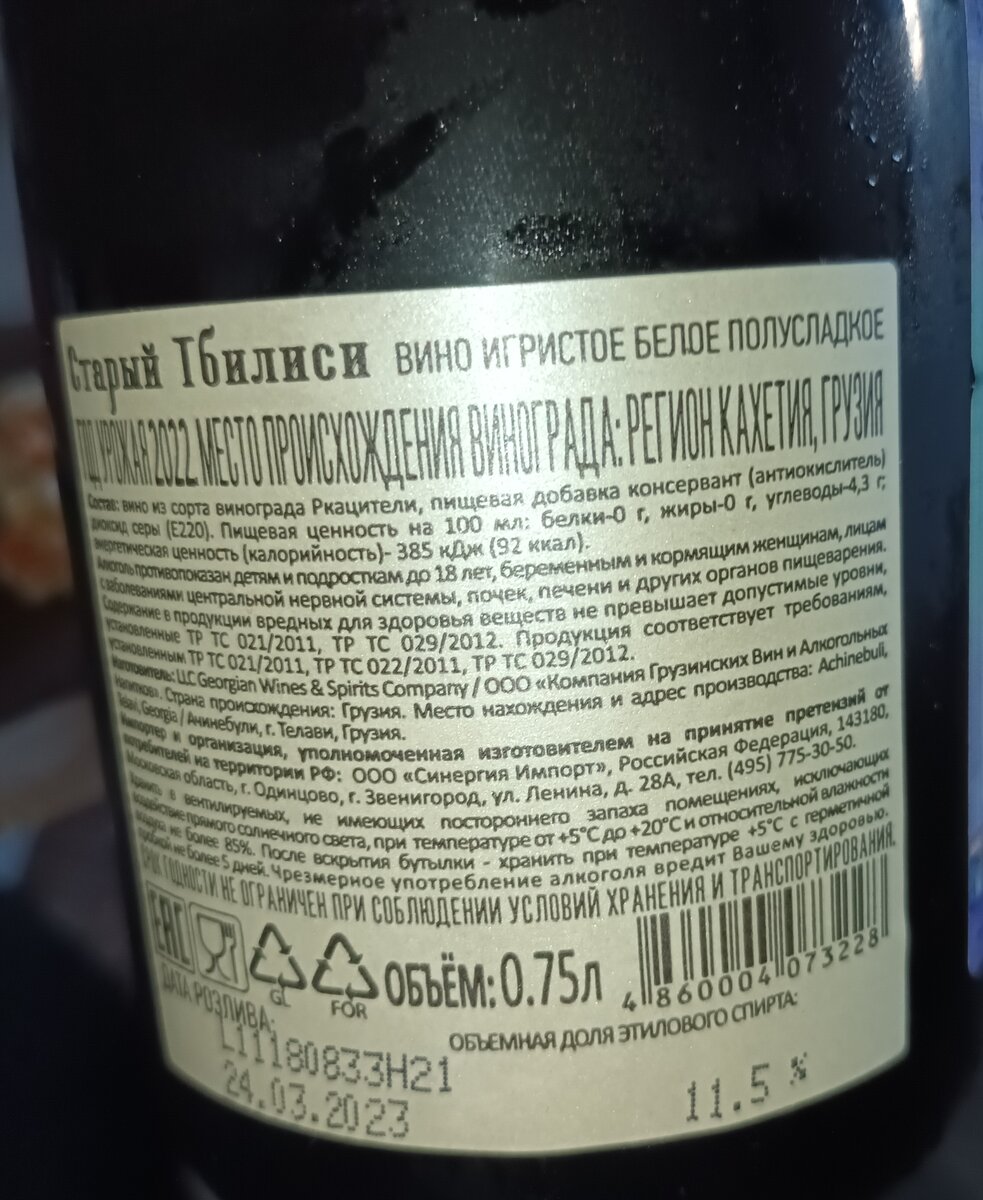 Старый Тбилиси ВИНО ИГРИСТОЕ БЕЛОЕ ПОЛУСЛАДКОЕ
ГОД УРОЖАЯ 2022 МЕСТО ПРОИСХОЖДЕНИЯ ВИНОГРАДА: РЕГИОН КАХЕТИЯ, ГРУЗИЯ
Состав: вино из сорта винограда Ркацители, пищевая добавка консервант (антиокислитель)
диоксид серы (Е220). Пищевая ценность на 100 мл: белки-0 г, жиры-0 г, углеводы-4,3 г;
энергетическая ценность (калорийность)- 385 кДж (92 ккал).
Алкоголь противопоказан детям и подросткам до 18 лет, беременным и кормящим женщинам, лицам
с заболеваниями центральной нервной системы, почек, печени и других органов пищеварения.
Содержание в продукции вредных для здоровья веществ не превышает допустимые уровни,
установленные ТР ТС 021/2011, ТР ТС 029/2012. Продукция соответствует требованиям,
установленным ТР ТС 021/2011, ТР ТС 022/2011, ТР ТС 029/2012.
Изготовитель: LLC Georgian Wines & Spirits Company / ООО «Компания Грузинских Вин и Алкогольных
Напитков». Страна происхождения: Грузия. Место нахождения и адрес производства: Achinebuli,
Telavi, Georgia / Ачинебули, г. Телави, Грузия.
Импортер и организация, уполномоченная изготовителем на принятие претензий от
потребителей на территории РФ: ООО «Синергия Импорт», Российская Федерация, 143180,
Московская область, г. Одинцово, г. Звенигород, ул. Ленина, д. 28А, тел. (495) 775-30-50.
Хранить в вентилируемых, не имеющих постороннего запаха помещениях, исключающих
воздействие прямого солнечного света, при температуре от +5°С до +20°С и относительной влажности
воздуха не более 85%. После вскрытия бутылки - хранить при температуре +5°С с герметичной
пробкой не более 5 дней. Чрезмерное употребление алкоголя вредит Вашему здоровью.
СРОК ГОДНОСТИ НЕ ОГРАНИЧЕН ПРИ СОБЛЮДЕНИИ УСЛОВИЙ ХРАНЕНИЯ И ТРАНСПОРТИРОВАНИЯ.
EAC
GL
FOR
ОБЪЁМ: 0.75л
4 860004 073228
ДАТА РОЗЛИВА:
L11180833H21
24.03.2023
ОБЪЕМНАЯ ДОЛЯ ЭТИЛОВОГО СПИРТА:
11.5 %